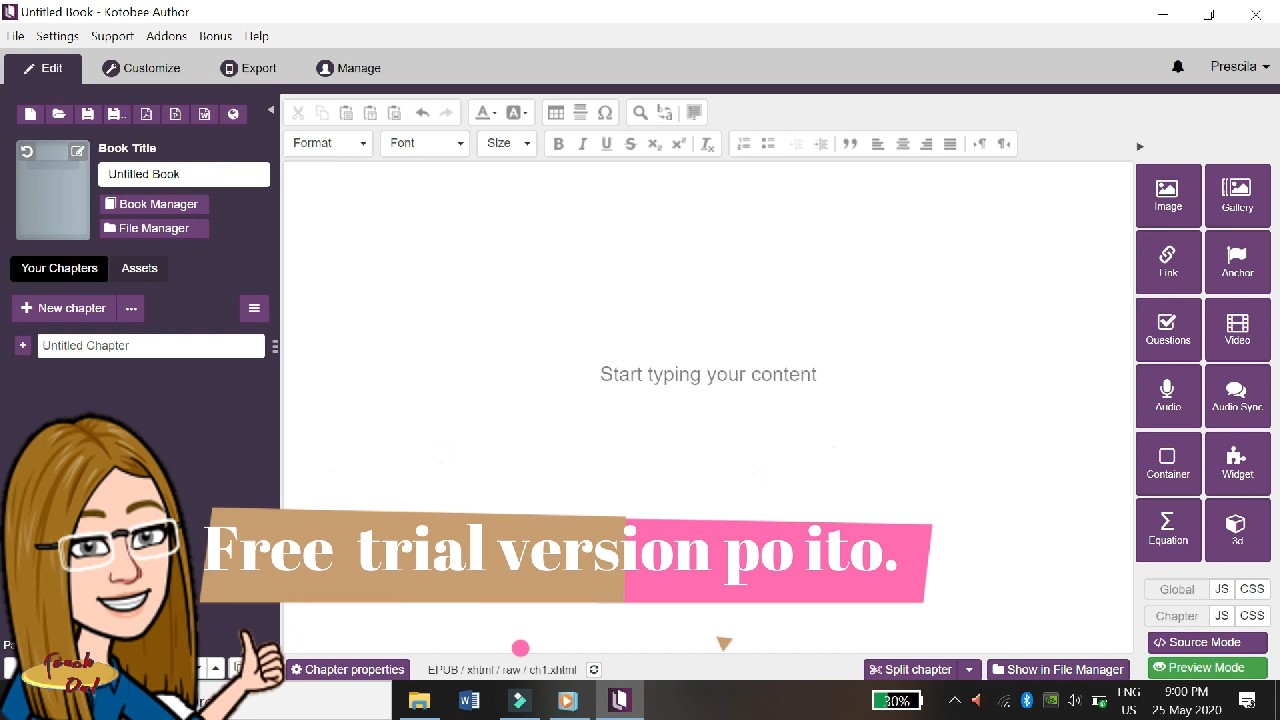 Untitled Book - Kotobee Author
File Settings Support Addons Bonus Help
Edit Customize Export Manage Prescila
Book Title
Untitled Book
Book Manager
File Manager
Your Chapters Assets
New chapter
Untitled Chapter
Format Font Size B I U S
Start typing your content
Image Gallery
Link Anchor
Questions Video
Audio Audio Sync
Container Widget
Equation 3d
Global JS CSS
Chapter JS CSS
Source Mode
Preview Mode
Free trial version po ito.
Chapter properties EPUB / xhtml / raw / ch1.xhtml Split chapter Show in File Manager
30% ENG US 9:00 PM 25 May 2020